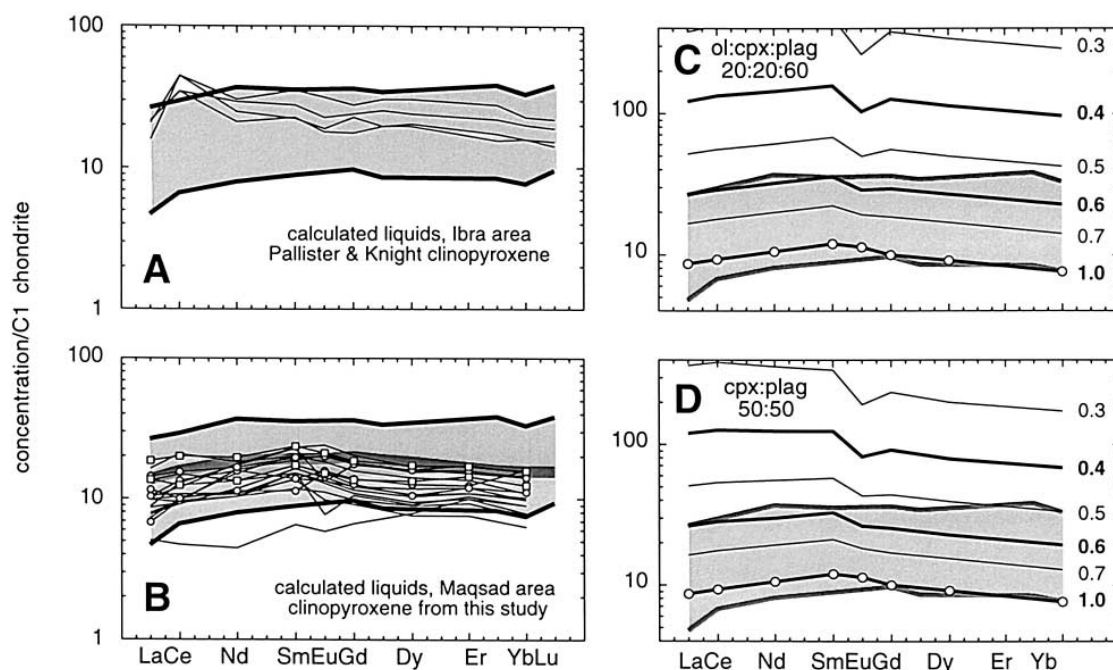 concentration/C1 chondrite
100
10
1
calculated liquids, Ibra area
Pallister & Knight clinopyroxene
A
100
10
1
B
calculated liquids, Maqsad area
clinopyroxene from this study
LaCe Nd SmEuGd Dy Er YbLu
C
ol:cpx:plag
20:20:60
100
10
0.3
0.4
0.5
0.6
0.7
1.0
D
cpx:plag
50:50
100
10
0.3
0.4
0.5
0.6
0.7
1.0
LaCe Nd SmEuGd Dy Er Yb